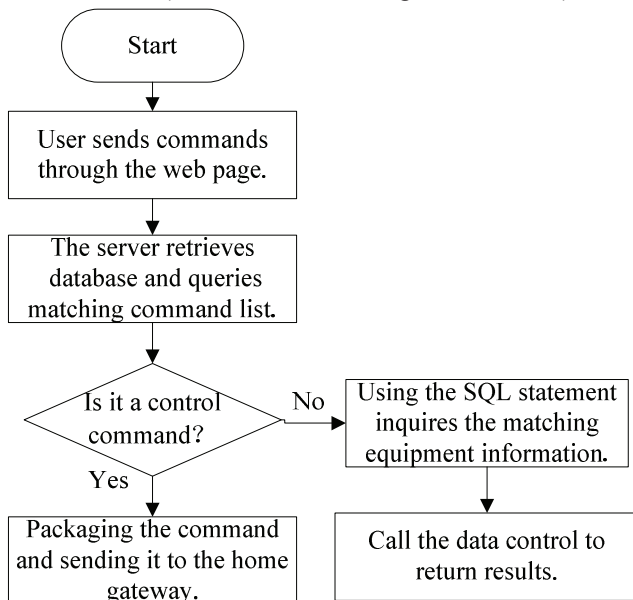 Start
User sends commands
through the web page.
The server retrieves
database and queries
matching command list.
Is it a control
command?
No
Using the SQL statement
inquires the matching
equipment information.
Yes
Packaging the command
and sending it to the home
gateway.
Call the data control to
return results.